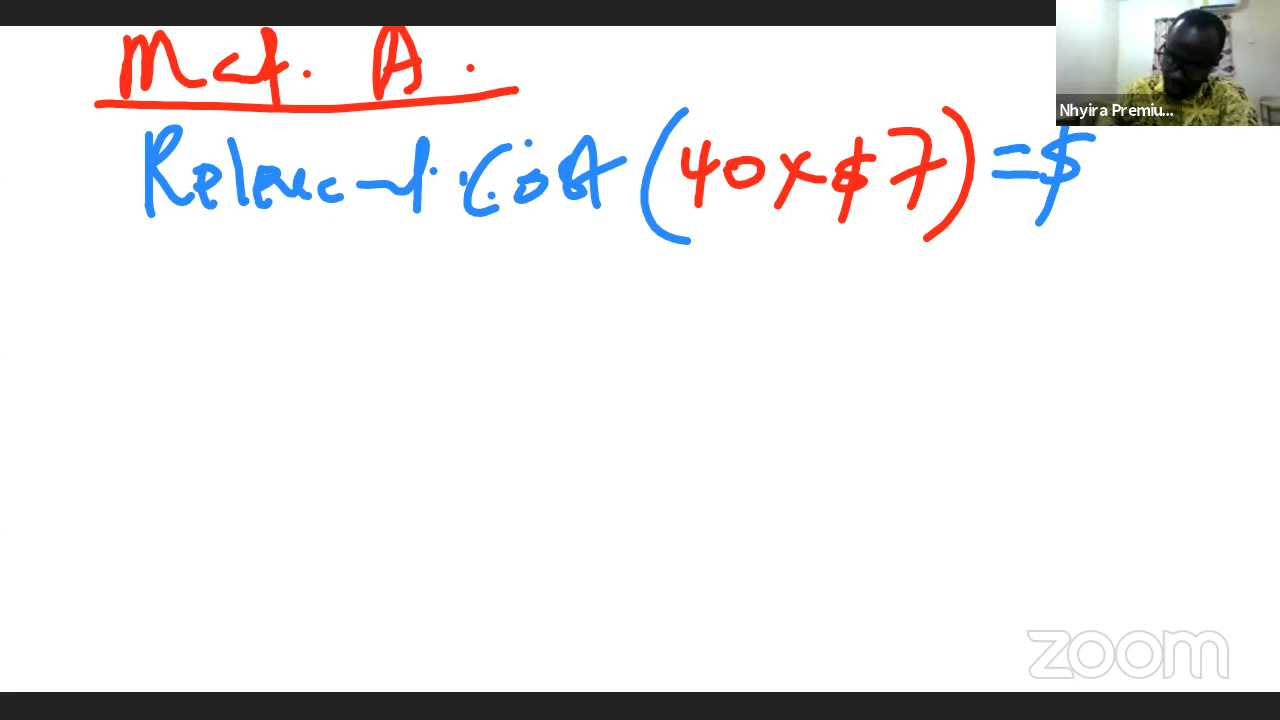 Mat. A.
Relevant Cost (40 x $7) = $
Nhyira Premiu...
zoom